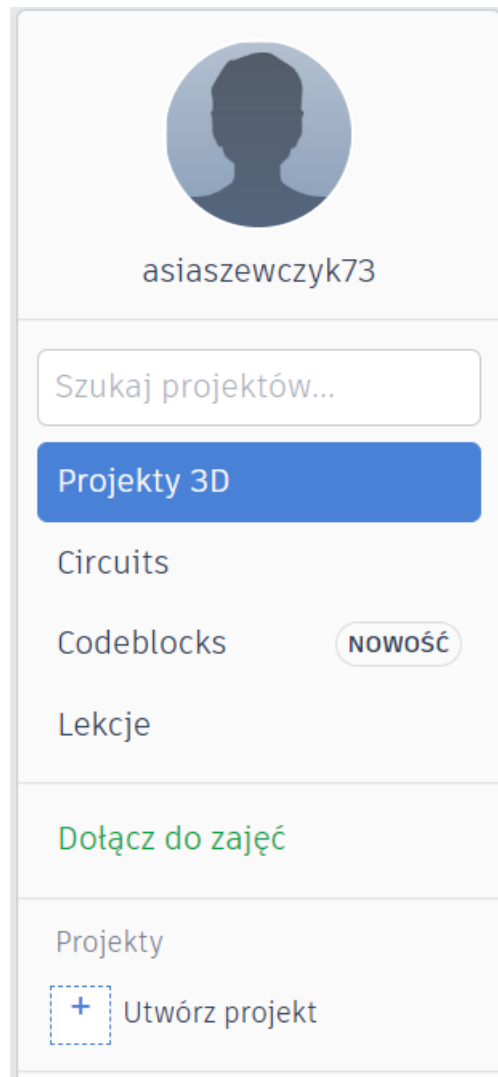 asiaszewczyk73
Szukaj projektów...
Projekty 3D
Circuits
Codeblocks NOWOŚĆ
Lekcje
Dołącz do zajęć
Projekty
+ Utwórz projekt